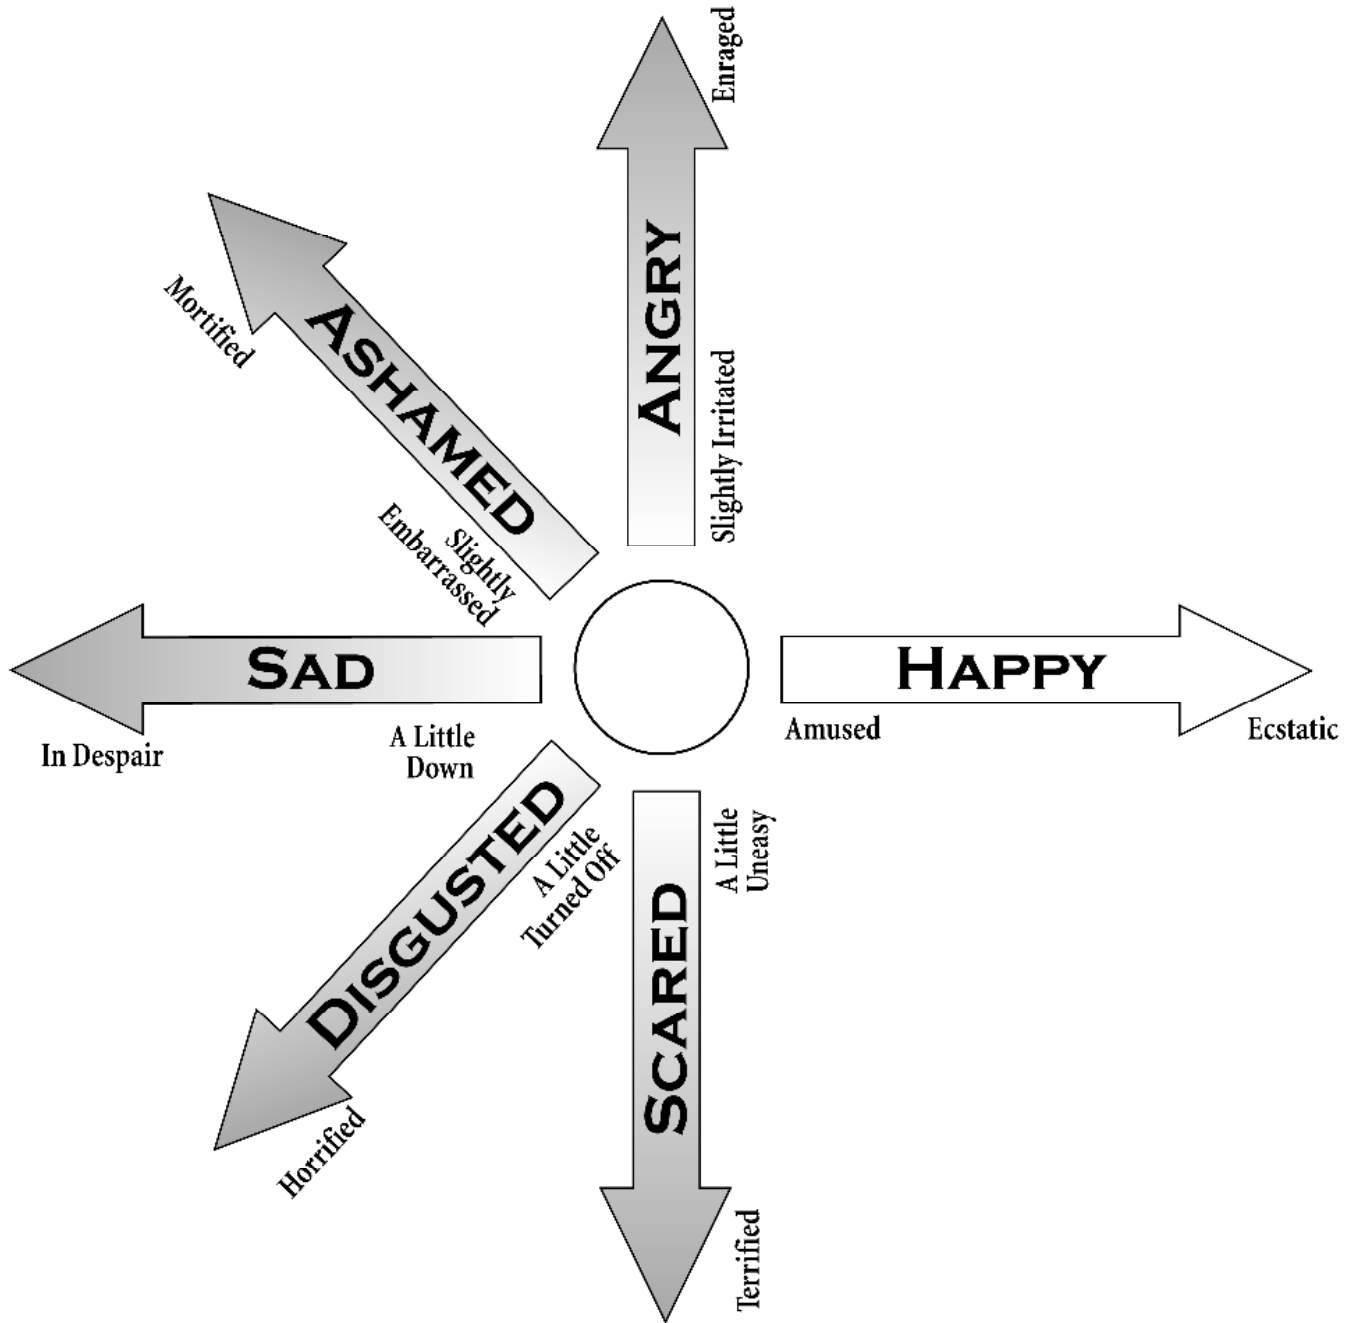 Enraged
ANGRY
Slightly Irritated
Mortified
ASHAMED
Slightly
Embarrassed
SAD
In Despair
A Little
Down
HAPPY
Amused
Ecstatic
DISGUSTED
A Little
Turned Off
Horrified
A Little
Uneasy
SCARED
Terrified